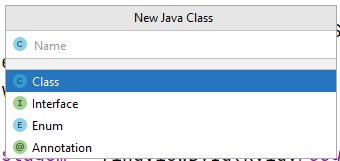 New Java Class
C Name
C Class
I Interface
E Enum
@ Annotation